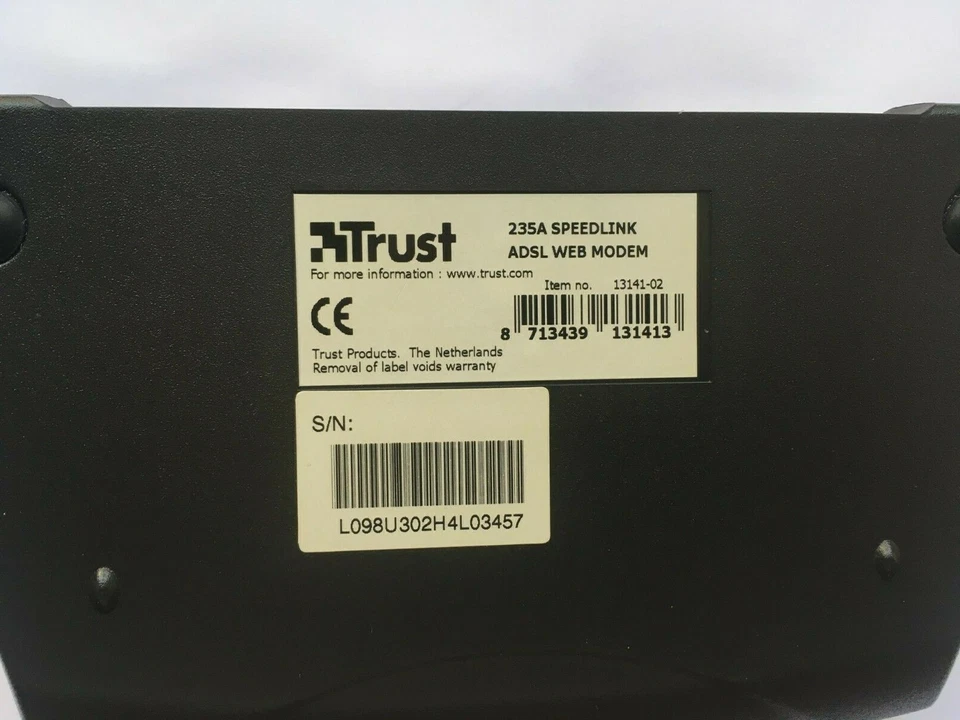 Trust
235A SPEEDLINK
ADSL WEB MODEM
For more information : www.trust.com
Item no. 13141-02
CE
8 713439 131413
Trust Products. The Netherlands
Removal of label voids warranty
S/N:
L098U302H4L03457